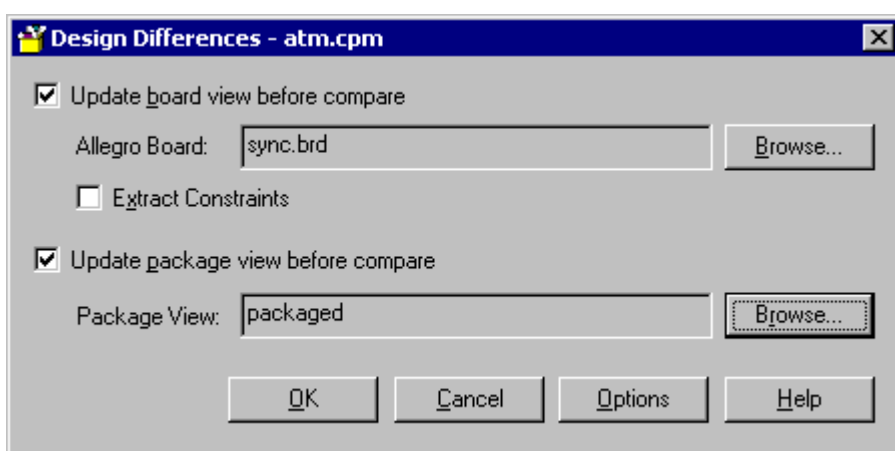 Design Differences - atm.cpm
Update board view before compare
Allegro Board: sync.brd Browse...
Extract Constraints
Update package view before compare
Package View: packaged Browse...
OK Cancel Options Help